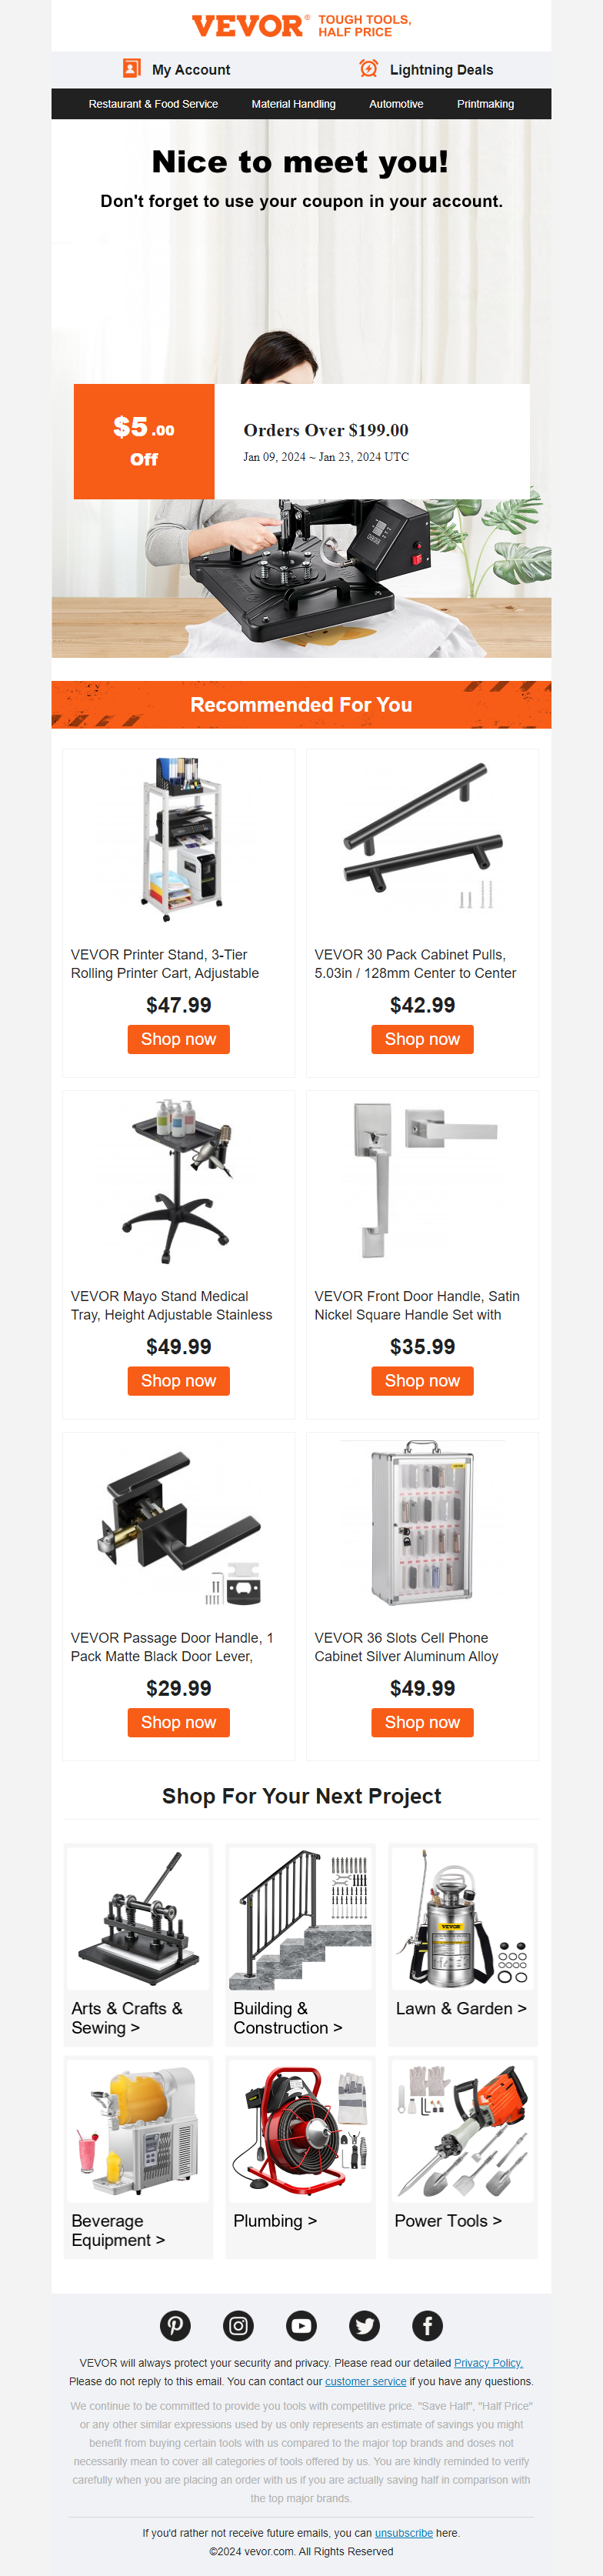 VEVOR® TOUGH TOOLS,
HALF PRICE
My Account
Lightning Deals
Restaurant & Food Service
Material Handling
Automotive
Printmaking
Nice to meet you!
Don't forget to use your coupon in your account.
$5.00
Off
Orders Over $199.00
Jan 09, 2024 ~ Jan 23, 2024 UTC
Recommended For You
VEVOR Printer Stand, 3-Tier
Rolling Printer Cart, Adjustable
$47.99
Shop now
VEVOR 30 Pack Cabinet Pulls,
5.03in / 128mm Center to Center
$42.99
Shop now
VEVOR Mayo Stand Medical
Tray, Height Adjustable Stainless
$49.99
Shop now
VEVOR Front Door Handle, Satin
Nickel Square Handle Set with
$35.99
Shop now
VEVOR Passage Door Handle, 1
Pack Matte Black Door Lever,
$29.99
Shop now
VEVOR 36 Slots Cell Phone
Cabinet Silver Aluminum Alloy
$49.99
Shop now
Shop For Your Next Project
Arts & Crafts &
Sewing >
Building &
Construction >
VEVOR
Lawn & Garden >
Beverage
Equipment >
Plumbing >
Power Tools >
VEVOR will always protect your security and privacy. Please read our detailed Privacy Policy.
Please do not reply to this email. You can contact our customer service if you have any questions.
We continue to be committed to provide you tools with competitive price. "Save Half", "Half Price"
or any other similar expressions used by us only represents an estimate of savings you might
benefit from buying certain tools with us compared to the major top brands and doses not
necessarily mean to cover all categories of tools offered by us. You are kindly reminded to verify
carefully when you are placing an order with us if you are actually saving half in comparison with
the top major brands.
If you'd rather not receive future emails, you can unsubscribe here.
©2024 vevor.com. All Rights Reserved